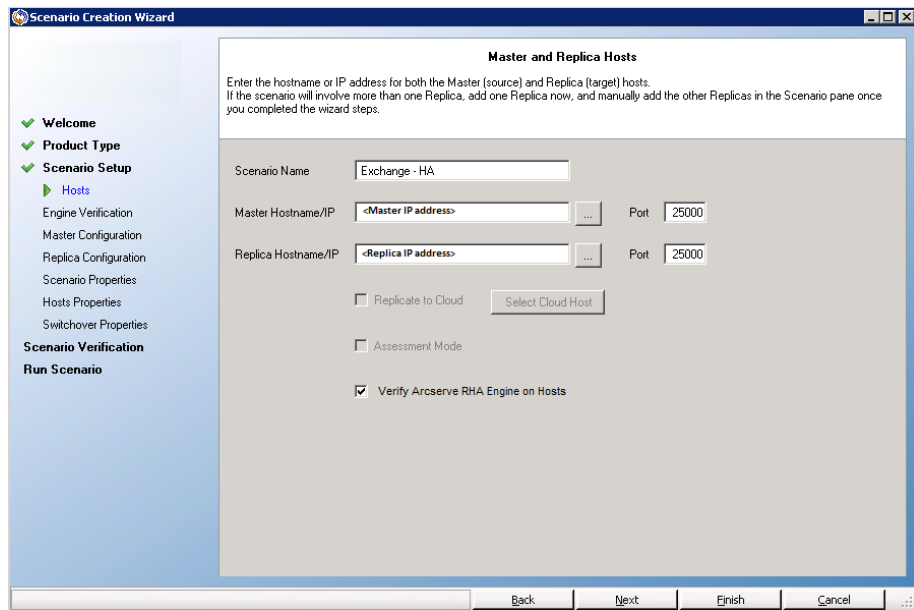 Scenario Creation Wizard
Master and Replica Hosts
Enter the hostname or IP address for both the Master (source) and Replica (target) hosts.
If the scenario will involve more than one Replica, add one Replica now, and manually add the other Replicas in the Scenario pane once
you completed the wizard steps.
Welcome
Product Type
Scenario Setup
Hosts
Engine Verification
Master Configuration
Replica Configuration
Scenario Properties
Hosts Properties
Switchover Properties
Scenario Verification
Run Scenario
Scenario Name Exchange - HA
Master Hostname/IP <Master IP address> ... Port 25000
Replica Hostname/IP <Replica IP address> ... Port 25000
Replicate to Cloud Select Cloud Host
Assessment Mode
Verify Arcserve RHA Engine on Hosts
Back Next Finish Cancel